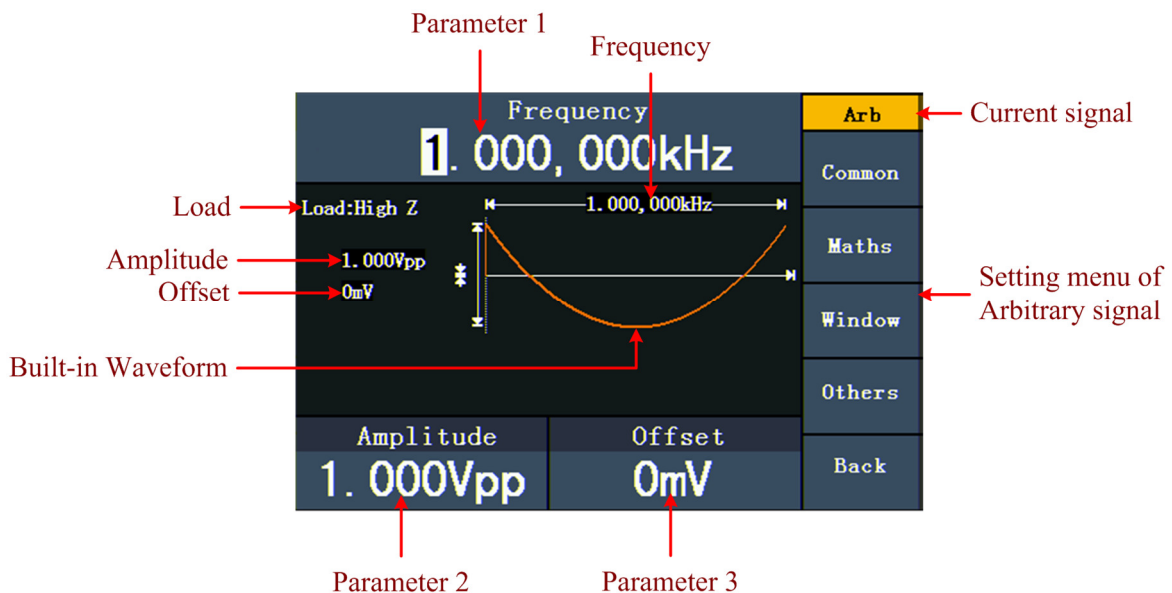 Parameter 1
Frequency
Frequency
Arb
Current signal
1.000,000kHz
Common
Load
Load:High Z
1.000,000kHz
Maths
Amplitude
1.000Vpp
Offset
0mV
Setting menu of
Arbitrary signal
Window
Built-in Waveform
Others
Amplitude
Offset
1.000Vpp
0mV
Back
Parameter 2
Parameter 3